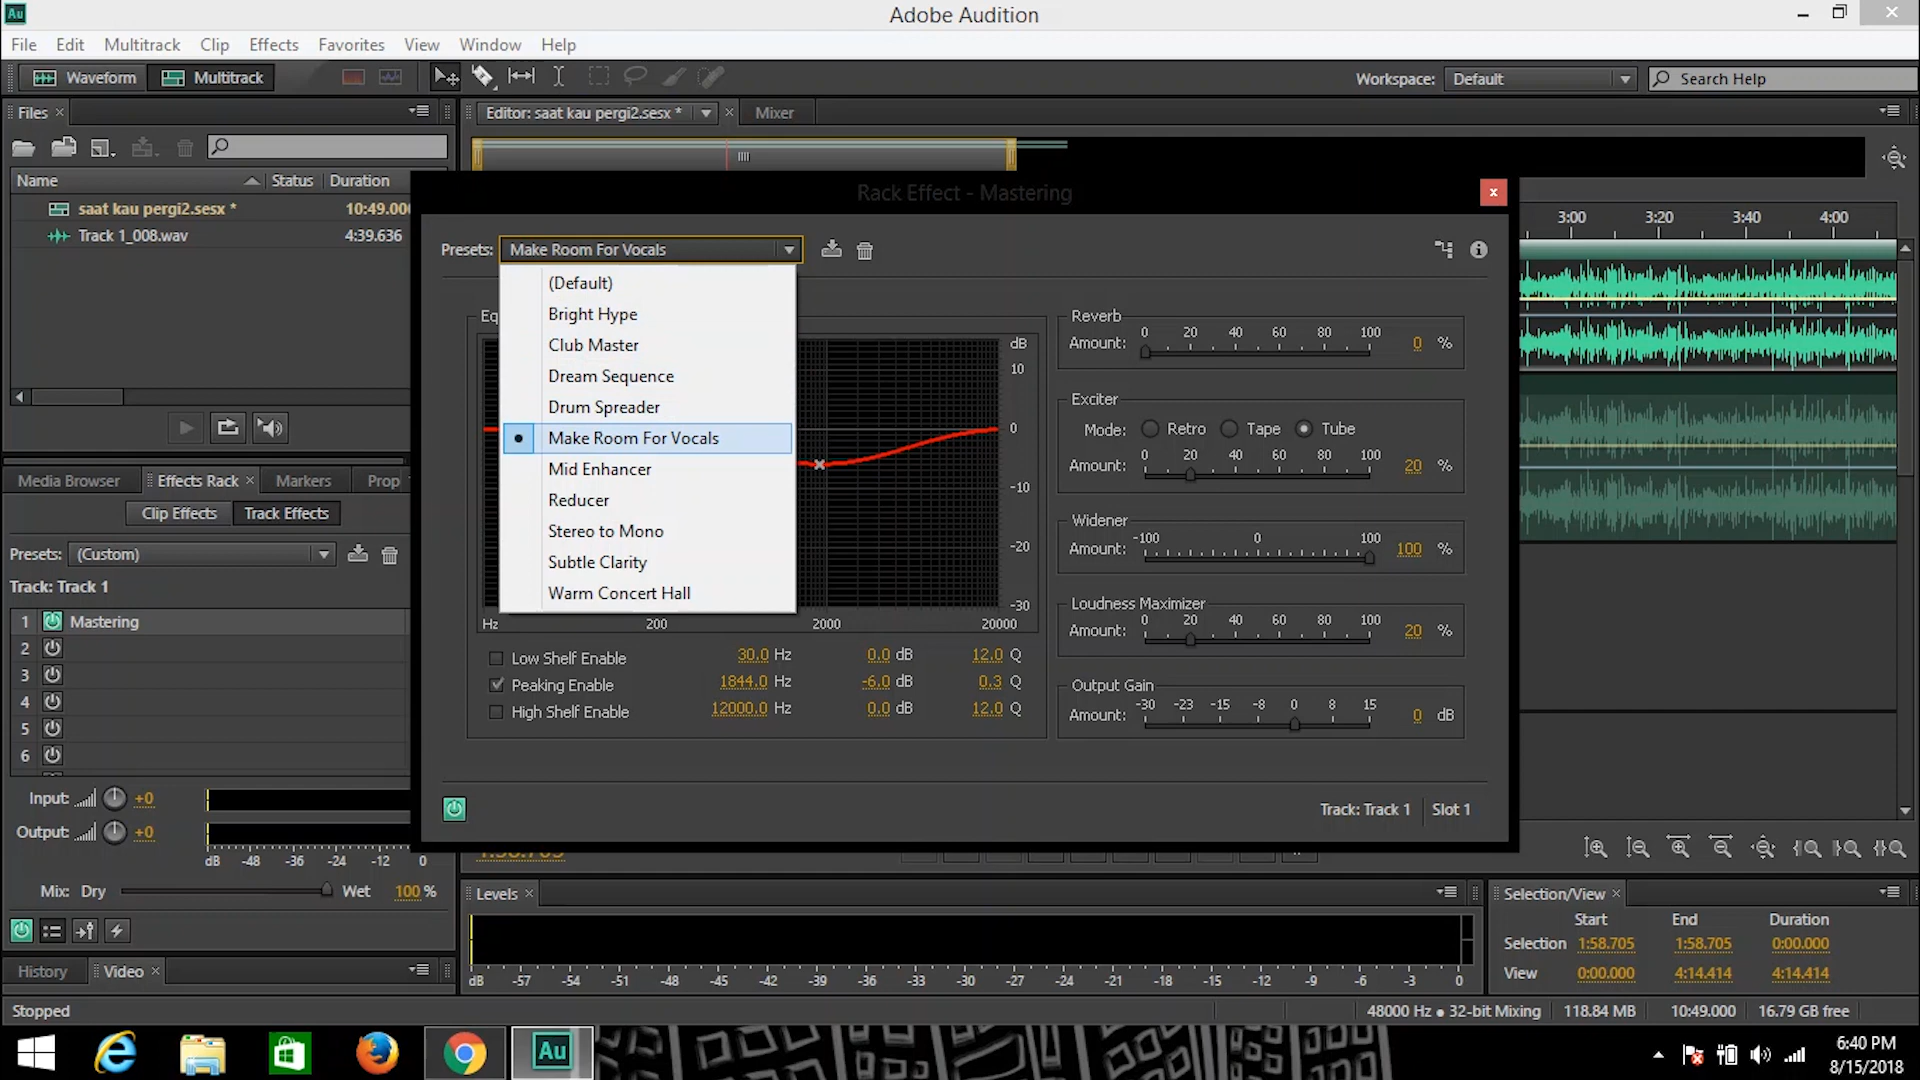 Au Adobe Audition
File Edit Multitrack Clip Effects Favorites View Window Help
Waveform Multitrack Workspace: Default Search Help
Files Editor: saat kau pergi2.sesx * Mixer
Name Status Duration
saat kau pergi2.sesx * 10:49.00
Track 1_008.wav 4:39.636
Rack Effect - Mastering
3:00 3:20 3:40 4:00
Presets: Make Room For Vocals
(Default)
Bright Hype
Club Master
Dream Sequence
Drum Spreader
Make Room For Vocals
Mid Enhancer
Reducer
Stereo to Mono
Subtle Clarity
Warm Concert Hall
Eq
dB
10
0
-10
-20
-30
Hz 200 2000 20000
Low Shelf Enable 30.0 Hz 0.0 dB 12.0 Q
Peaking Enable 1844.0 Hz -6.0 dB 0.3 Q
High Shelf Enable 12000.0 Hz 0.0 dB 12.0 Q
Reverb
0 20 40 60 80 100
Amount: 0 %
Exciter
Mode: Retro Tape Tube
0 20 40 60 80 100
Amount: 20 %
Widener
-100 0 100
Amount: 100 %
Loudness Maximizer
0 20 40 60 80 100
Amount: 20 %
Output Gain
-30 -23 -15 -8 0 8 15
Amount: 0 dB
Track: Track 1 Slot 1
Media Browser Effects Rack Markers Prop
Clip Effects Track Effects
Presets: (Custom)
Track: Track 1
1 Mastering
2
3
4
5
6
Input: +0
Output: +0
dB -48 -36 -24 -12 0
Mix: Dry Wet 100 %
1:58.705
History Video
Levels
dB -57 -54 -51 -48 -45 -42 -39 -36 -33 -30 -27 -24 -21 -18 -15 -12 -9 -6 -3 0
Selection/View
Start End Duration
Selection 1:58.705 1:58.705 0:00.000
View 0:00.000 4:14.414 4:14.414
Stopped 48000 Hz ● 32-bit Mixing 118.84 MB 10:49.000 16.79 GB free
Au
6:40 PM
8/15/2018